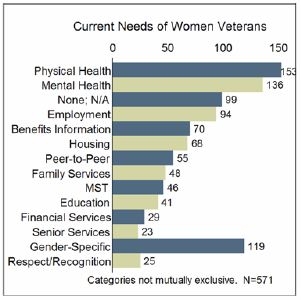 Current Needs of Women Veterans
0 50 100 150
Physical Health 153
Mental Health 136
None; N/A 99
Employment 94
Benefits Information 70
Housing 68
Peer-to-Peer 55
Family Services 48
MST 46
Education 41
Financial Services 29
Senior Services 23
Gender-Specific 119
Respect/Recognition 25
Categories not mutually exclusive. N=571